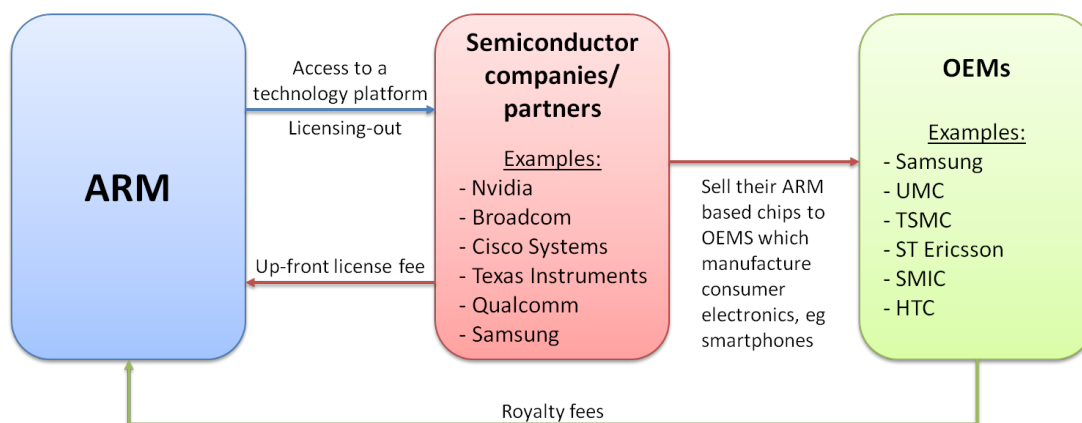 ARM
Access to a
technology platform
Licensing-out
Up-front license fee
Semiconductor
companies/
partners
Examples:
- Nvidia
- Broadcom
- Cisco Systems
- Texas Instruments
- Qualcomm
- Samsung
Sell their ARM
based chips to
OEMS which
manufacture
consumer
electronics, eg
smartphones
OEMs
Examples:
- Samsung
- UMC
- TSMC
- ST Ericsson
- SMIC
- HTC
Royalty fees